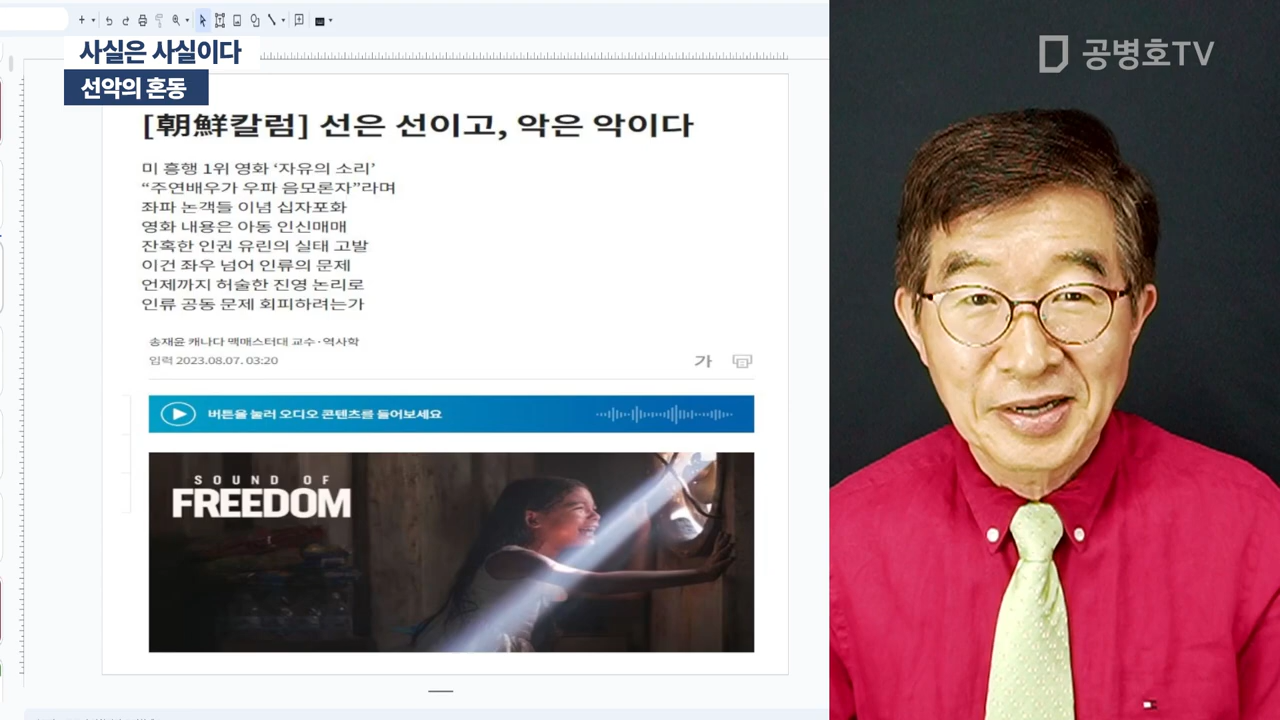 사실은 사실이다
선악의 혼동
공병호TV
[朝鮮칼럼] 선은 선이고, 악은 악이다
미 흥행 1위 영화 ‘자유의 소리’
“주연배우가 우파 음모론자”라며
좌파 논객들 이념 십자포화
영화 내용은 아동 인신매매
잔혹한 인권 유린의 실태 고발
이건 좌우 넘어 인류의 문제
언제까지 허술한 진영 논리로
인류 공동 문제 회피하려는가
송재윤 캐나다 맥매스터대 교수·역사학
입력 2023.08.07. 03:20
가
버튼을 눌러 오디오 콘텐츠를 들어보세요
SOUND OF
FREEDOM